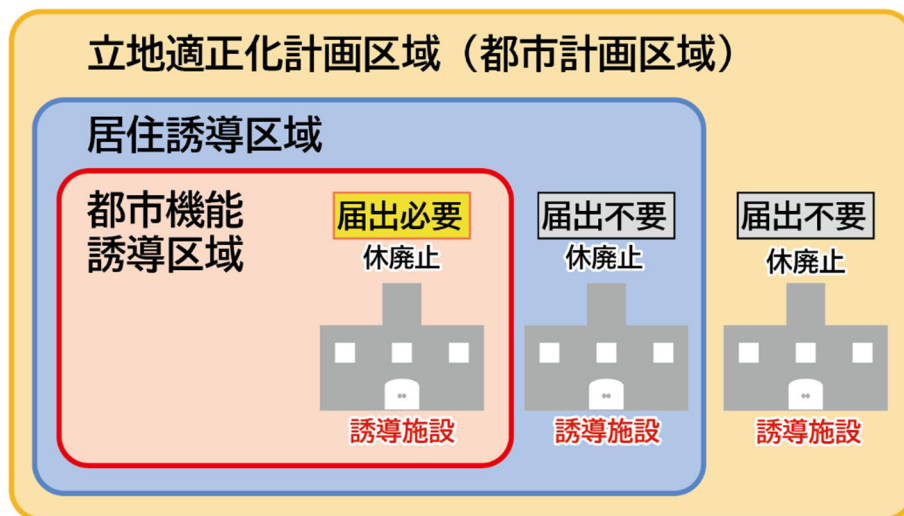 立地適正化計画区域（都市計画区域）
居住誘導区域
都市機能
誘導区域
届出必要
休廃止
誘導施設
届出不要
休廃止
誘導施設
届出不要
休廃止
誘導施設